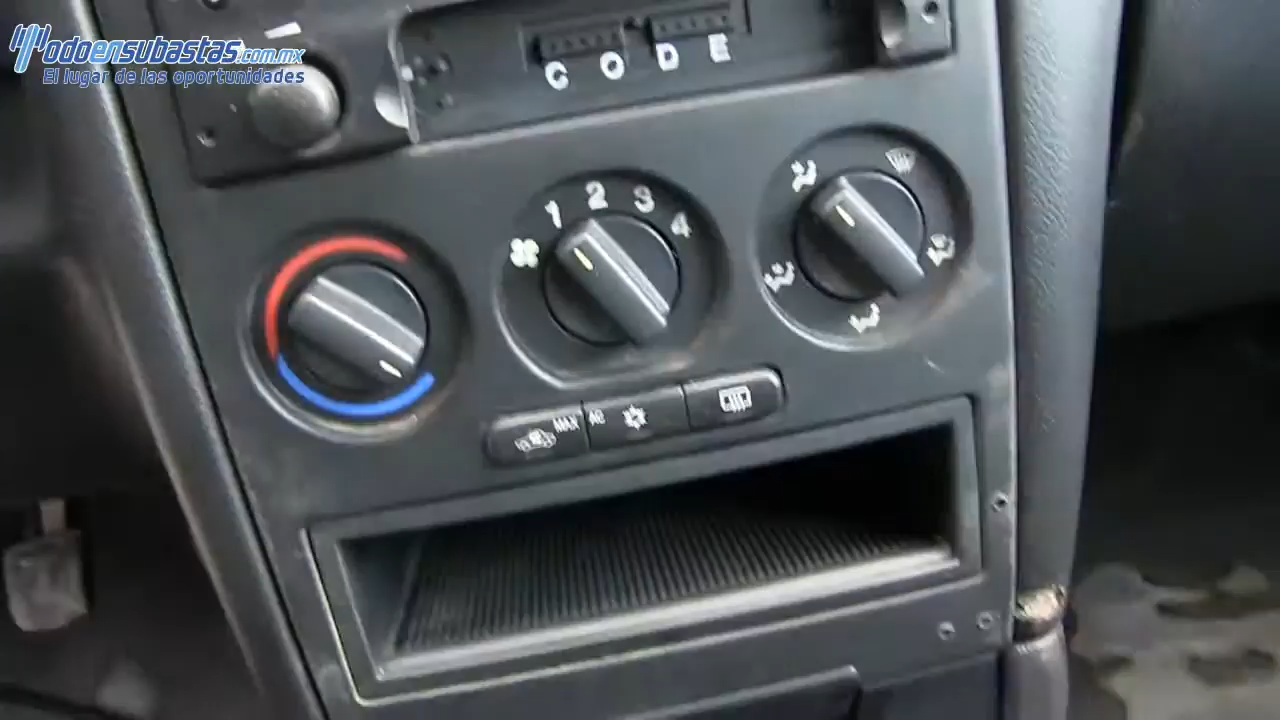 Todoensubastas.com.mx
El lugar de las oportunidades
C O D E
1 2 3 4
MAX AC